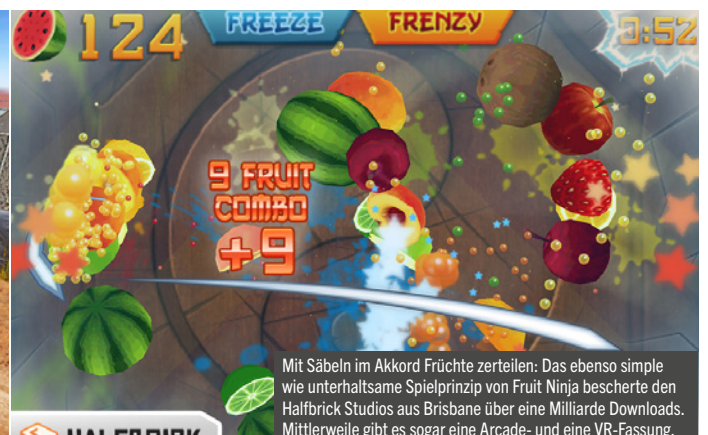 124
FREEZE
FRENZY
0:52
9 FRUIT
COMBO
+9
Mit Säbeln im Akkord Früchte zerteilen: Das ebenso simple
wie unterhaltsame Spielprinzip von Fruit Ninja bescherte den
Halfbrick Studios aus Brisbane über eine Milliarde Downloads.
Mittlerweile gibt es sogar eine Arcade- und eine VR-Fassung.
HALFBRICK